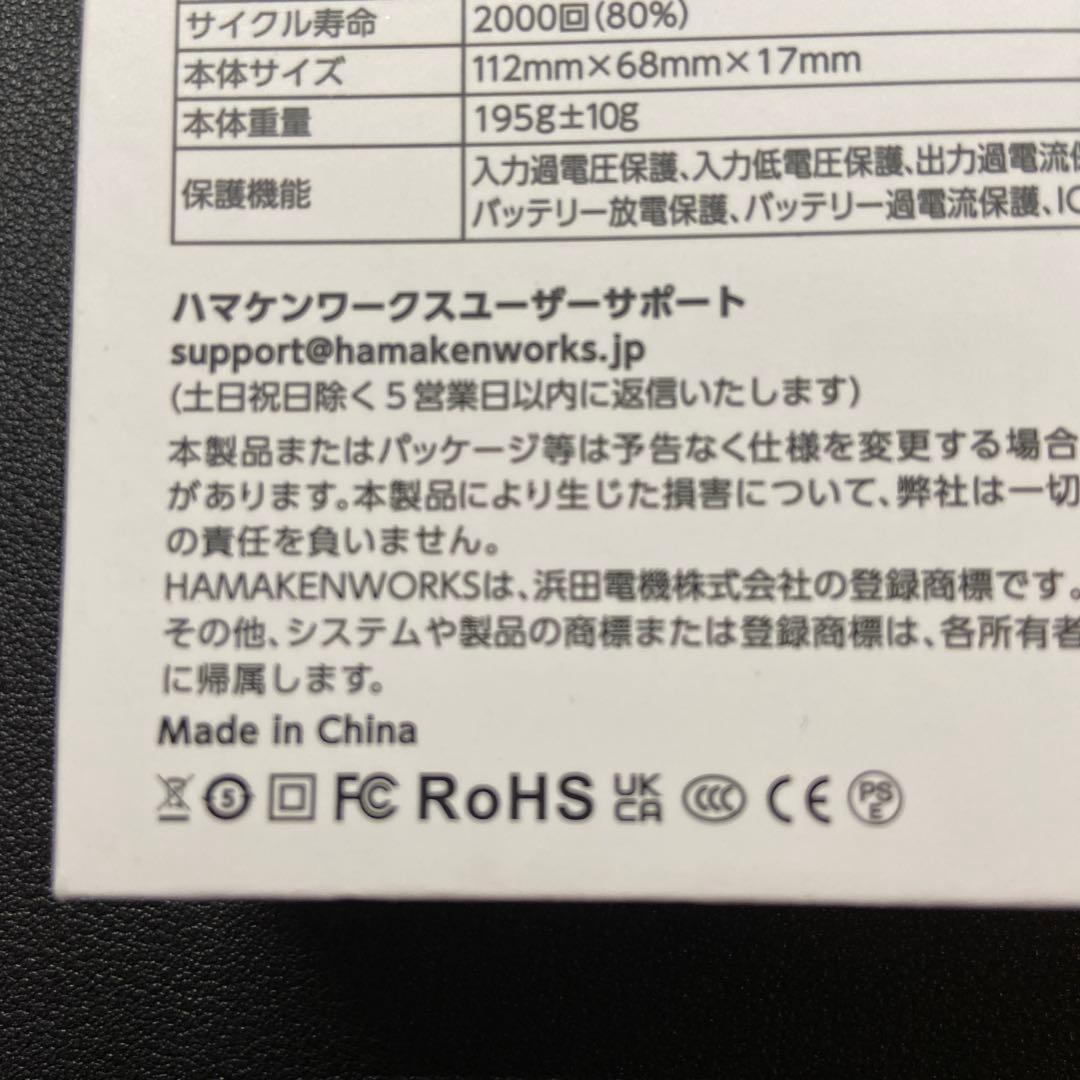 サイクル寿命 2000回(80%)
本体サイズ 112mm×68mm×17mm
本体重量 195g±10g
保護機能 入力過電圧保護、入力低電圧保護、出力過電流
バッテリー放電保護、バッテリー過電流保護、IC
ハマケンワークスユーザーサポート
support@hamakenworks.jp
(土日祝日除く5営業日以内に返信いたします)
本製品またはパッケージ等は予告なく仕様を変更する場合
があります。本製品により生じた損害について、弊社は一切
の責任を負いません。
HAMAKENWORKSは、浜田電機株式会社の登録商標です。
その他、システムや製品の商標または登録商標は、各所有者
に帰属します。
Made in China
5 FC RoHS UKCA CCC CE PSE